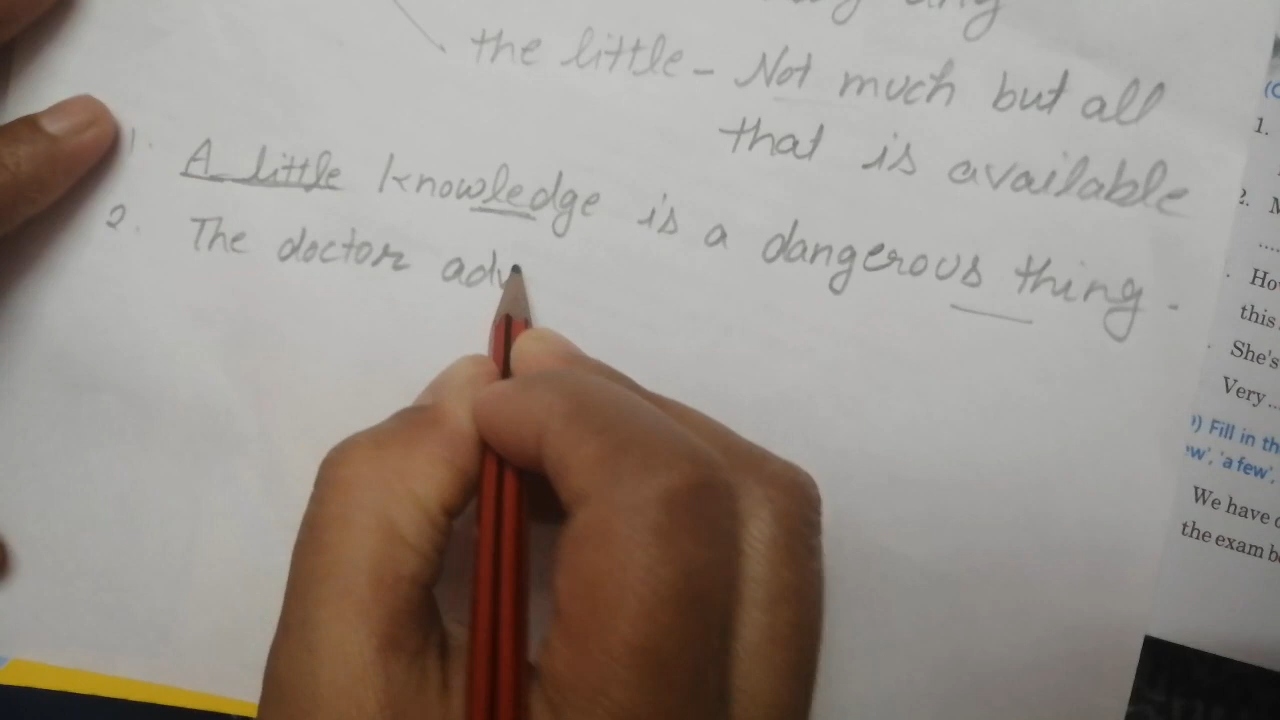 the little - Not much but all
that is available
1. A little knowledge is a dangerous thing.
2. The doctor adv
(C
1.
2. M
....
Hov
this
She's
Very ...
Fill in th
'a few',
We have
the exam b